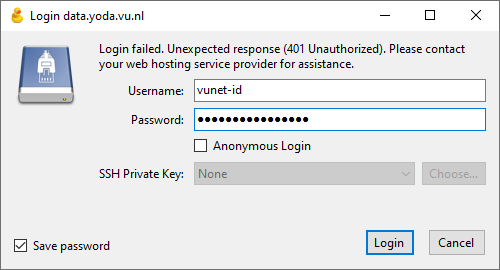 Login data.yoda.vu.nl
Login failed. Unexpected response (401 Unauthorized). Please contact
your web hosting service provider for assistance.
Username: vunet-id
Password: ●●●●●●●●●●●●●●●●
Anonymous Login
SSH Private Key: None Choose...
Save password Login Cancel